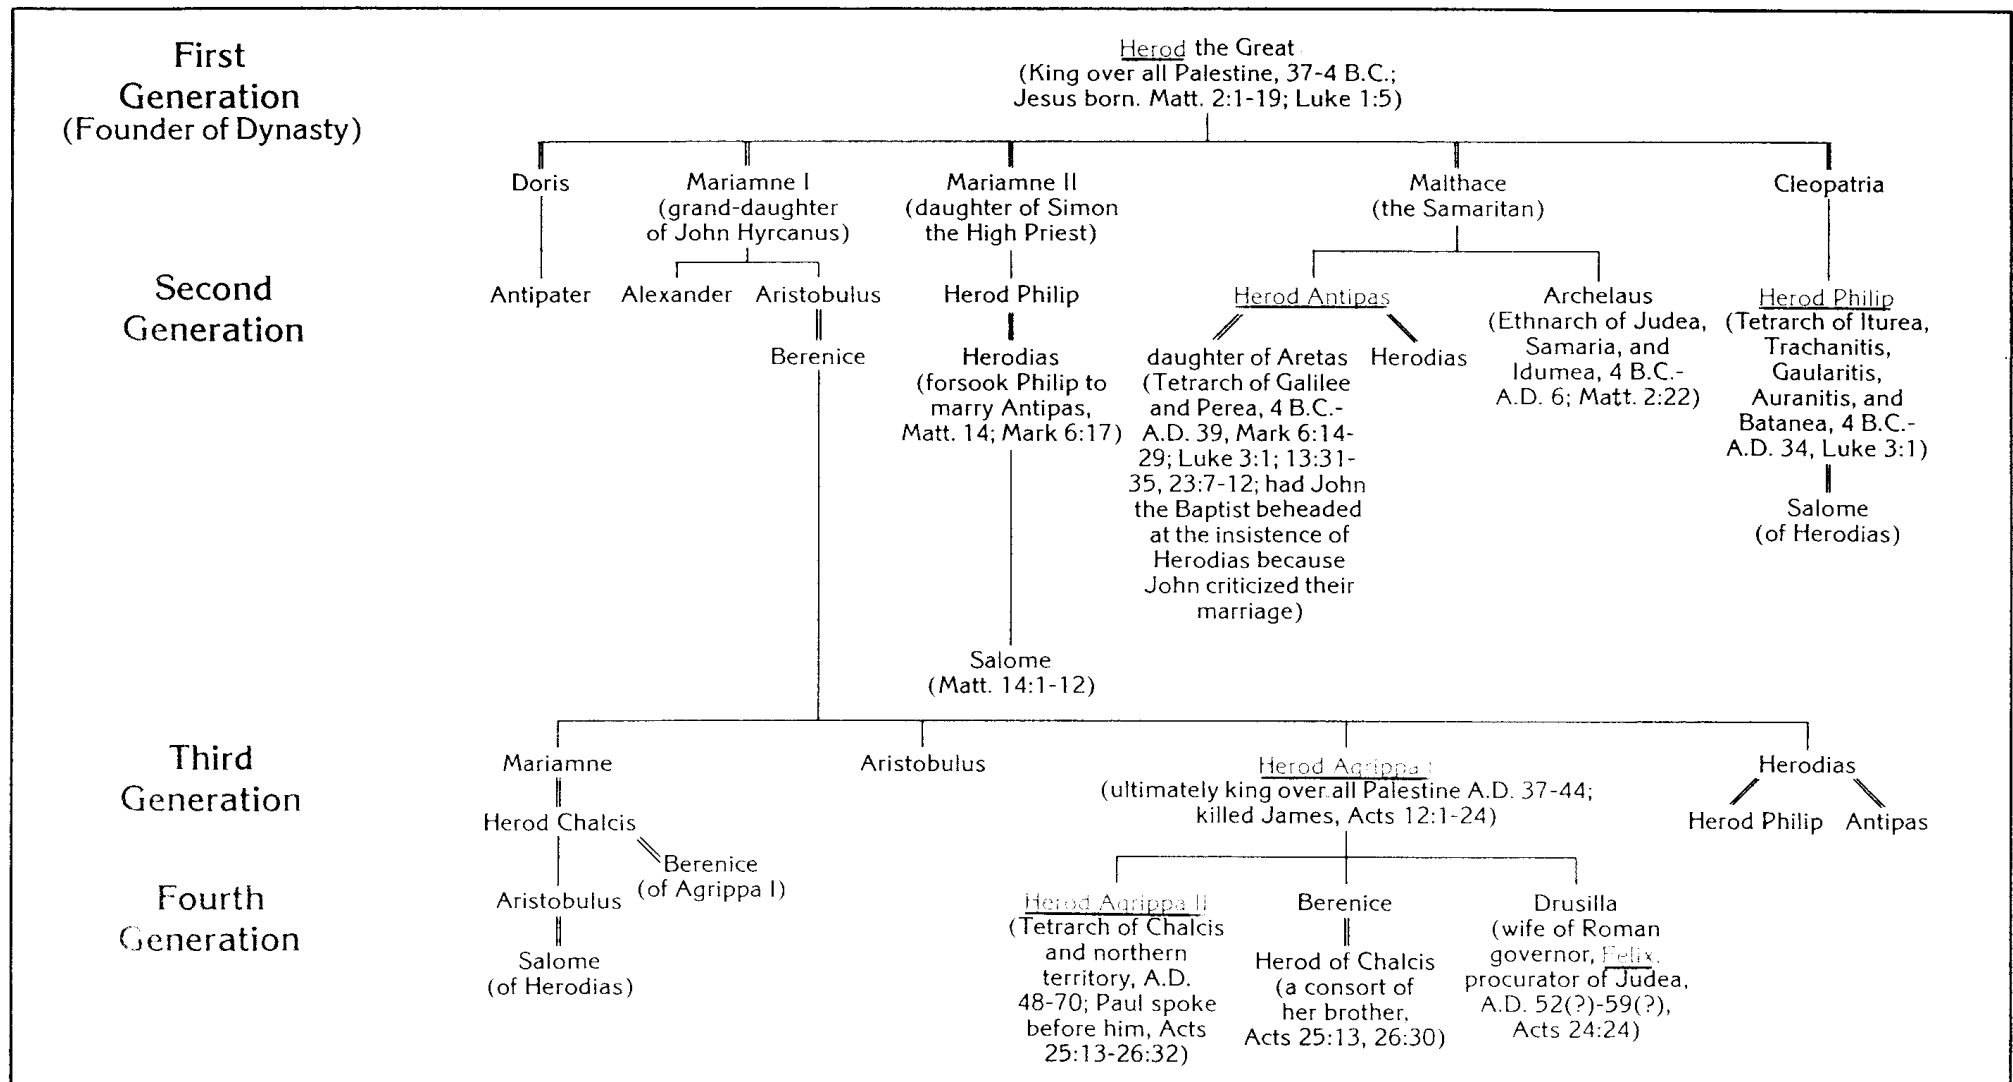 First
Generation
(Founder of Dynasty)
Herod the Great
(King over all Palestine, 37-4 B.C.;
Jesus born. Matt. 2:1-19; Luke 1:5)
Doris
Mariamne I
(grand-daughter
of John Hyrcanus)
Mariamne II
(daughter of Simon
the High Priest)
Malthace
(the Samaritan)
Cleopatria
Second
Generation
Antipater
Alexander
Aristobulus
Berenice
Herod Philip
Herodias
(forsook Philip to
marry Antipas,
Matt. 14; Mark 6:17)
Salome
(Matt. 14:1-12)
Herod Antipas
daughter of Aretas
(Tetrarch of Galilee
and Perea, 4 B.C.-
A.D. 39, Mark 6:14-
29; Luke 3:1; 13:31-
35, 23:7-12; had John
the Baptist beheaded
at the insistence of
Herodias because
John criticized their
marriage)
Herodias
Archelaus
(Ethnarch of Judea,
Samaria, and
Idumea, 4 B.C.-
A.D. 6; Matt. 2:22)
Herod Philip
(Tetrarch of Iturea,
Trachanitis,
Gaularitis,
Auranitis, and
Batanea, 4 B.C.-
A.D. 34, Luke 3:1)
Salome
(of Herodias)
Third
Generation
Mariamne
Herod Chalcis
Berenice
(of Agrippa I)
Aristobulus
Herod Agrippa I
(ultimately king over all Palestine A.D. 37-44;
killed James, Acts 12:1-24)
Herodias
Herod Philip
Antipas
Fourth
Generation
Aristobulus
Salome
(of Herodias)
Herod Agrippa II
(Tetrarch of Chalcis
and northern
territory, A.D.
48-70; Paul spoke
before him, Acts
25:13-26:32)
Berenice
Herod of Chalcis
(a consort of
her brother,
Acts 25:13, 26:30)
Drusilla
(wife of Roman
governor, Felix,
procurator of Judea,
A.D. 52(?)-59(?),
Acts 24:24)